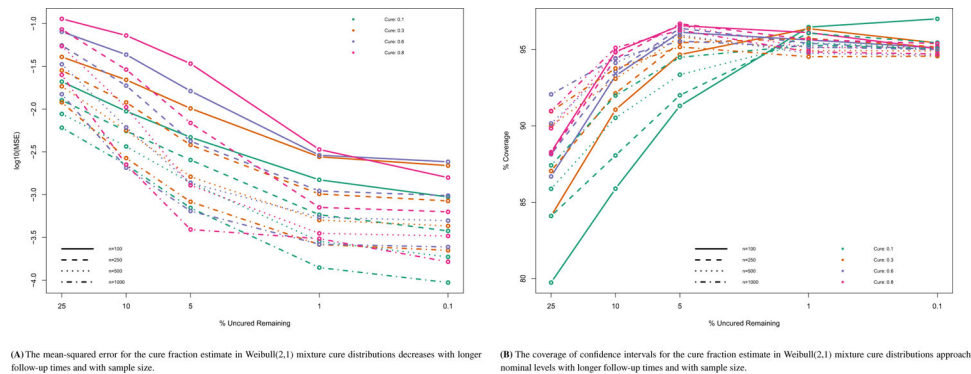 −1.0
−1.5
−2.0
−2.5
−3.0
−3.5
−4.0
log10(MSE)
Cure: 0.1
Cure: 0.3
Cure: 0.6
Cure: 0.8
n=100
n=250
n=500
n=1000
25
10
5
1
0.1
% Uncured Remaining
(A) The mean-squared error for the cure fraction estimate in Weibull(2,1) mixture cure distributions decreases with longer
follow-up times and with sample size.
95
90
85
80
% Coverage
n=100
n=250
n=500
n=1000
Cure: 0.1
Cure: 0.3
Cure: 0.6
Cure: 0.8
25
10
5
1
0.1
% Uncured Remaining
(B) The coverage of confidence intervals for the cure fraction estimate in Weibull(2,1) mixture cure distributions approach
nominal levels with longer follow-up times and with sample size.